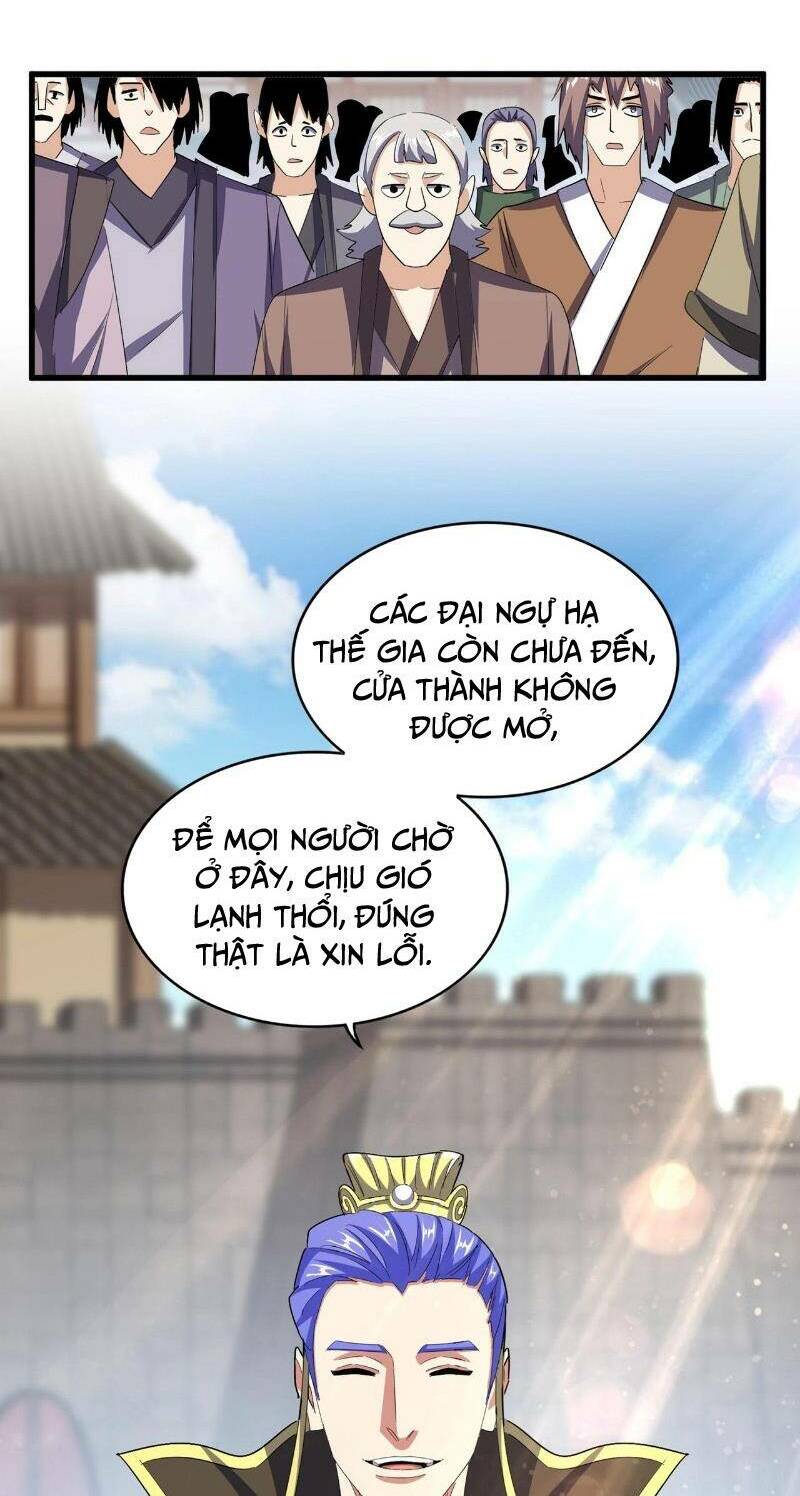 CÁC ĐẠI NGỰ HẠ
THẾ GIA CÒN CHƯA ĐẾN,
CỬA THÀNH KHÔNG
ĐƯỢC MỞ,
ĐỂ MỌI NGƯỜI CHỜ
Ở ĐÂY, CHỊU GIÓ
LẠNH THỔI, ĐÚNG
THẬT LÀ XIN LỖI.